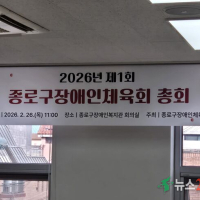 2026년 제1회
종로구장애인체육회 총회
2026. 2. 26.(목) 11:00 장소 | 종로구장애인복지관 회의실 주최 | 종로구장애인체육
뉴스